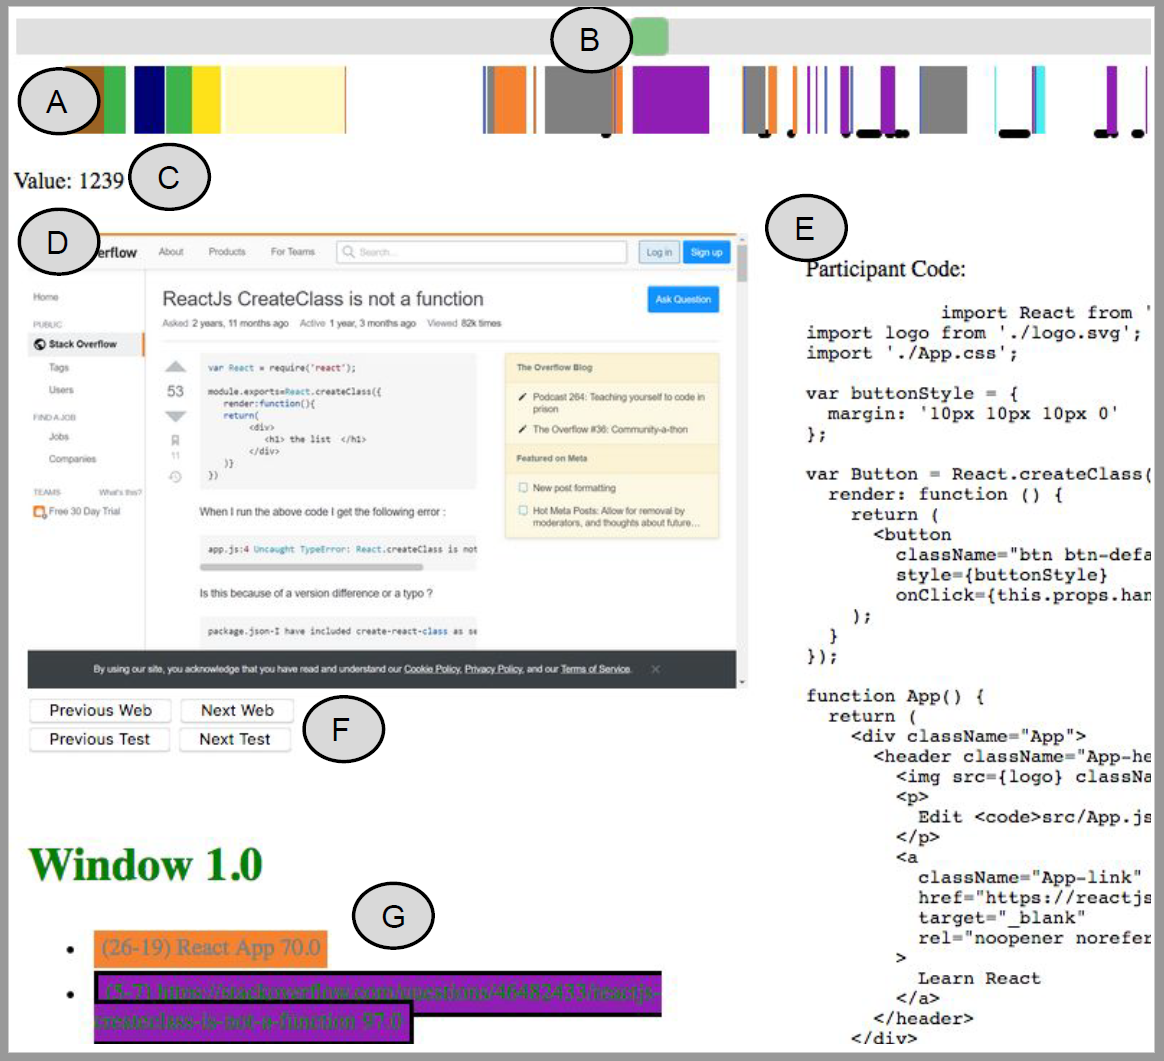 B
A
Value: 1239
C
D
erflow
About
Products
For Teams
Search...
Log in
Sign up
Home
PUBLIC
Stack Overflow
Tags
Users
FIND A JOB
Jobs
Companies
TEAMS
What's this?
Free 30 Day Trial
ReactJs CreateClass is not a function
Ask Question
Asked 2 years, 11 months ago Active 1 year, 3 months ago Viewed 82k times
53
11
var React = require('react');
module.exports=React.createClass({
render:function(){
return(
<div>
<h1> the list </h1>
</div>
)}
})
When I run the above code I get the following error :
app.js:4 Uncaught TypeError: React.createClass is not
Is this because of a version difference or a typo ?
package.json-I have included create-react-class as se
The Overflow Blog
Podcast 264: Teaching yourself to code in
prison
The Overflow #36: Community-a-thon
Featured on Meta
New post formatting
Hot Meta Posts: Allow for removal by
moderators, and thoughts about future...
By using our site, you acknowledge that you have read and understand our Cookie Policy, Privacy Policy, and our Terms of Service.
Previous Web
Next Web
Previous Test
Next Test
F
Window 1.0
G
(26-19) React App 70.0
(5-7) https://stackoverflow.com/questions/46482433/reactjs-
createclass-is-not-a-function 97.0
E
Participant Code:
import React from '
import logo from './logo.svg';
import './App.css';
var buttonStyle = {
margin: '10px 10px 10px 0'
};
var Button = React.createClass(
render: function () {
return (
<button
className="btn btn-defa
style={buttonStyle}
onClick={this.props.han
);
}
});
function App() {
return (
<div className="App">
<header className="App-he
<img src={logo} classNa
<p>
Edit <code>src/App.js
</p>
<a
className="App-link"
href="https://reactjs
target="_blank"
rel="noopener norefer
>
Learn React
</a>
</header>
</div>